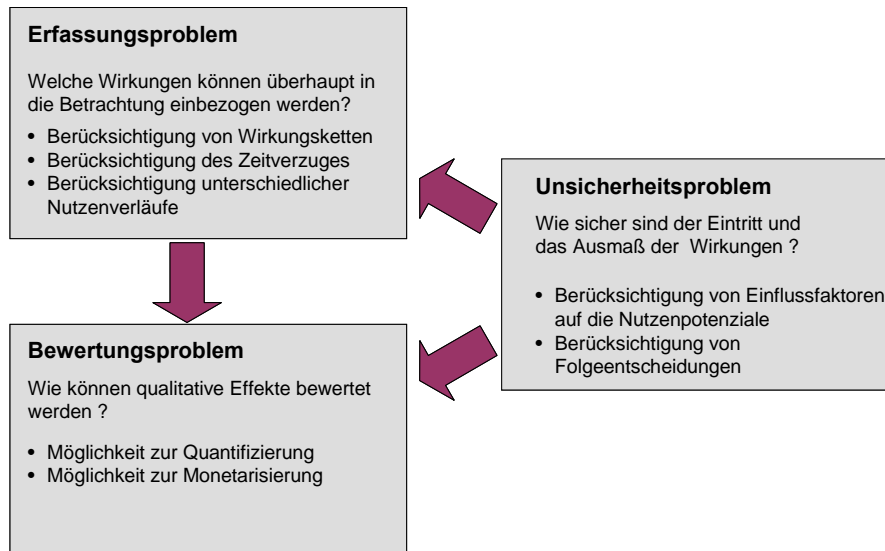 Erfassungsproblem
Welche Wirkungen können überhaupt in
die Betrachtung einbezogen werden?
• Berücksichtigung von Wirkungsketten
• Berücksichtigung des Zeitverzuges
• Berücksichtigung unterschiedlicher
Nutzenverläufe
Unsicherheitsproblem
Wie sicher sind der Eintritt und
das Ausmaß der Wirkungen ?
• Berücksichtigung von Einflussfaktoren
auf die Nutzenpotenziale
• Berücksichtigung von
Folgeentscheidungen
Bewertungsproblem
Wie können qualitative Effekte bewertet
werden ?
• Möglichkeit zur Quantifizierung
• Möglichkeit zur Monetarisierung